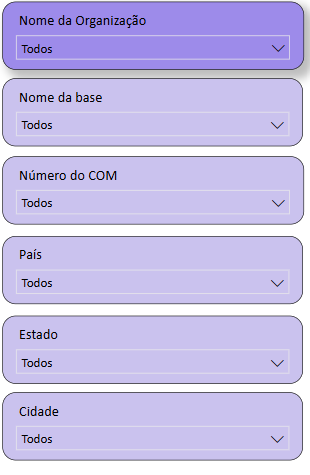 Nome da Organização
Todos
Nome da base
Todos
Número do COM
Todos
País
Todos
Estado
Todos
Cidade
Todos